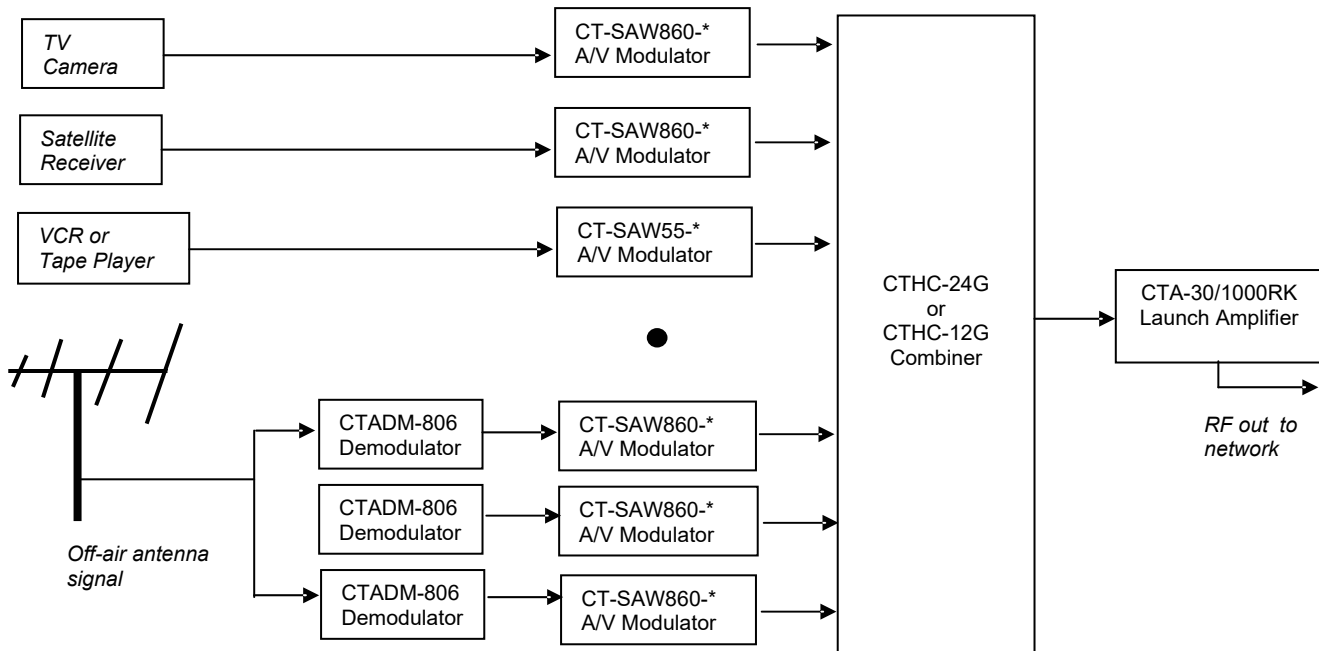 TV
Camera
CT-SAW860-*
A/V Modulator
Satellite
Receiver
CT-SAW860-*
A/V Modulator
VCR or
Tape Player
CT-SAW55-*
A/V Modulator
CTHC-24G
or
CTHC-12G
Combiner
CTA-30/1000RK
Launch Amplifier
RF out to
network
CTADM-806
Demodulator
CT-SAW860-*
A/V Modulator
CTADM-806
Demodulator
CT-SAW860-*
A/V Modulator
Off-air antenna
signal
CTADM-806
Demodulator
CT-SAW860-*
A/V Modulator